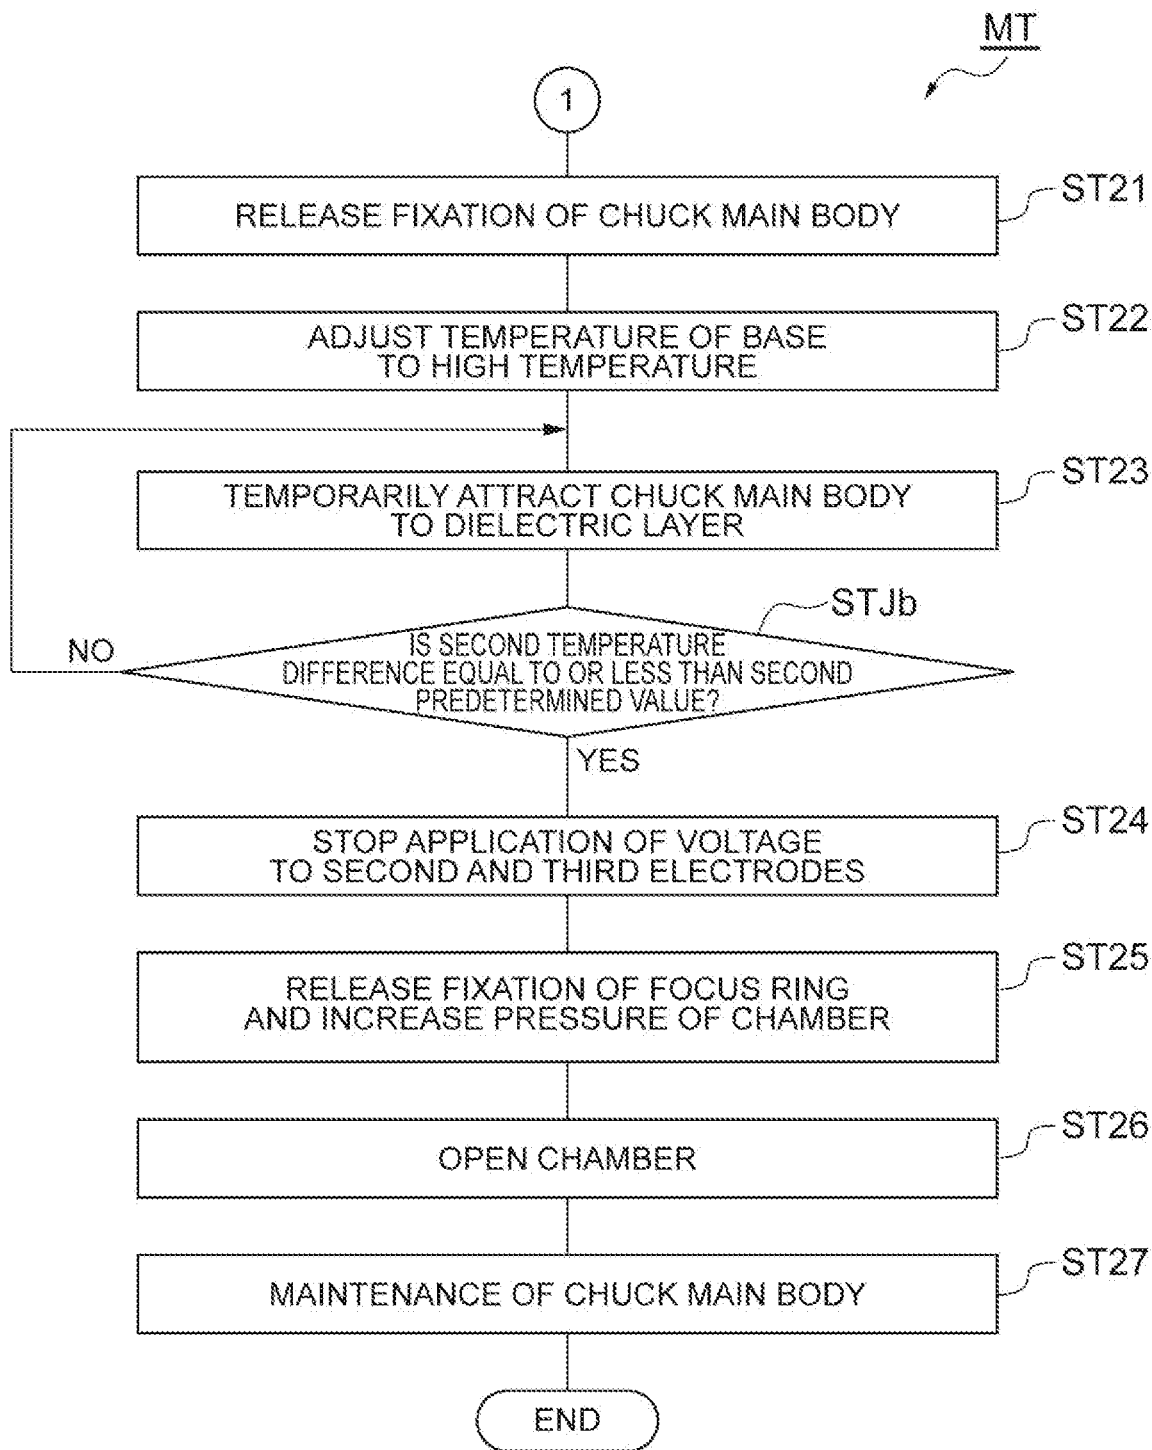 MT
1
RELEASE FIXATION OF CHUCK MAIN BODY
ST21
ADJUST TEMPERATURE OF BASE
TO HIGH TEMPERATURE
ST22
TEMPORARILY ATTRACT CHUCK MAIN BODY
TO DIELECTRIC LAYER
ST23
STJb
IS SECOND TEMPERATURE
DIFFERENCE EQUAL TO OR LESS THAN SECOND
PREDETERMINED VALUE?
NO
YES
STOP APPLICATION OF VOLTAGE
TO SECOND AND THIRD ELECTRODES
ST24
RELEASE FIXATION OF FOCUS RING
AND INCREASE PRESSURE OF CHAMBER
ST25
OPEN CHAMBER
ST26
MAINTENANCE OF CHUCK MAIN BODY
ST27
END